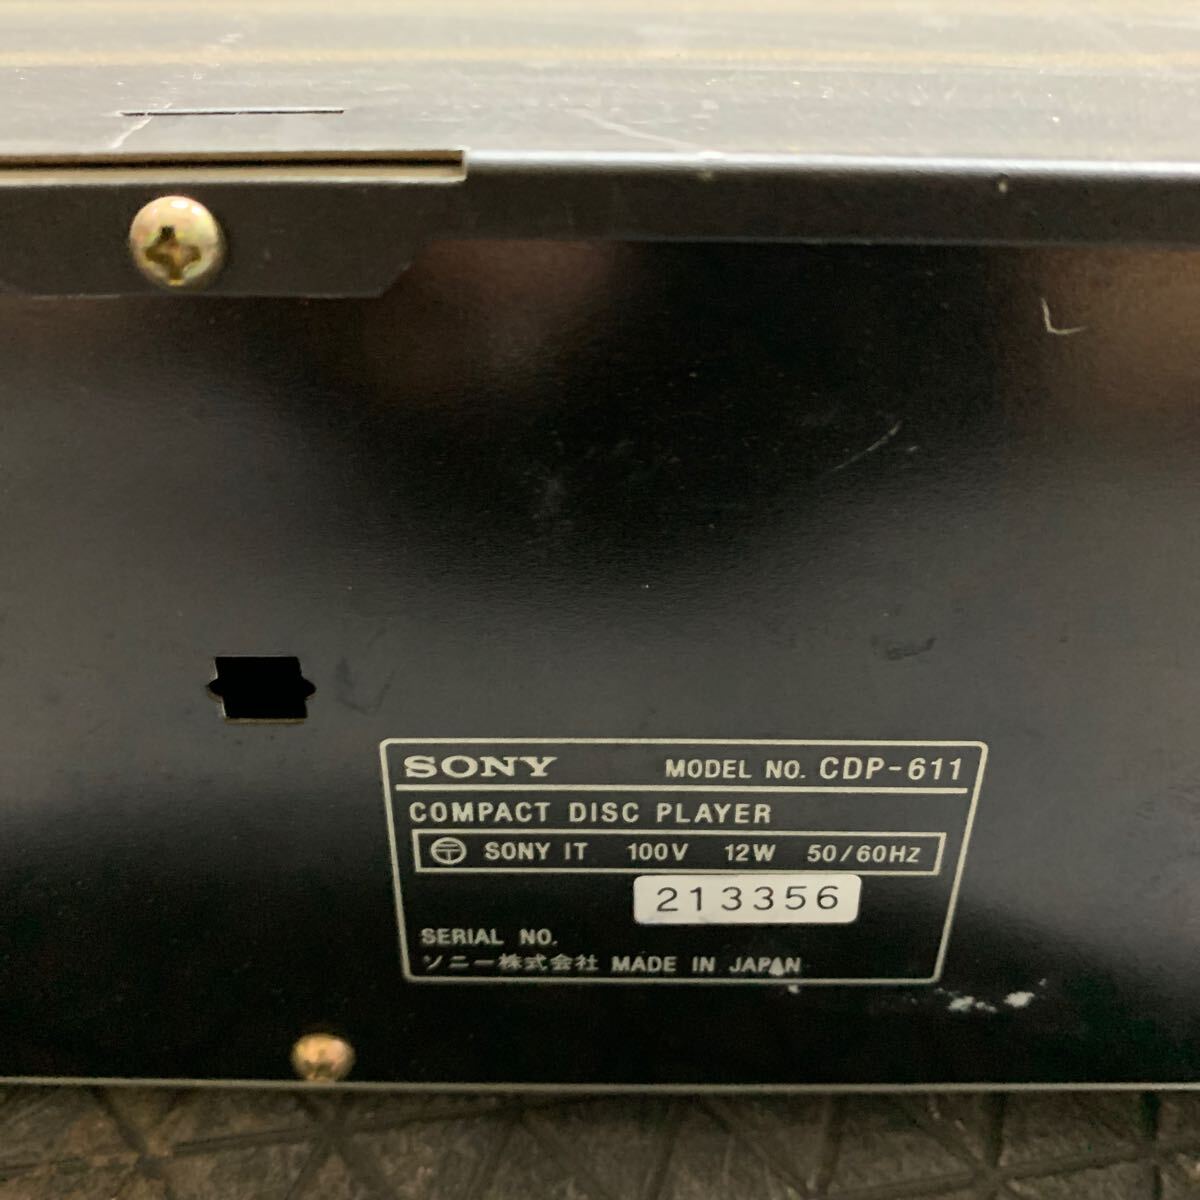 SONY MODEL NO. CDP-611
COMPACT DISC PLAYER
〒 SONY IT 100V 12W 50/60HZ
213356
SERIAL NO.
ソニー株式会社 MADE IN JAPAN